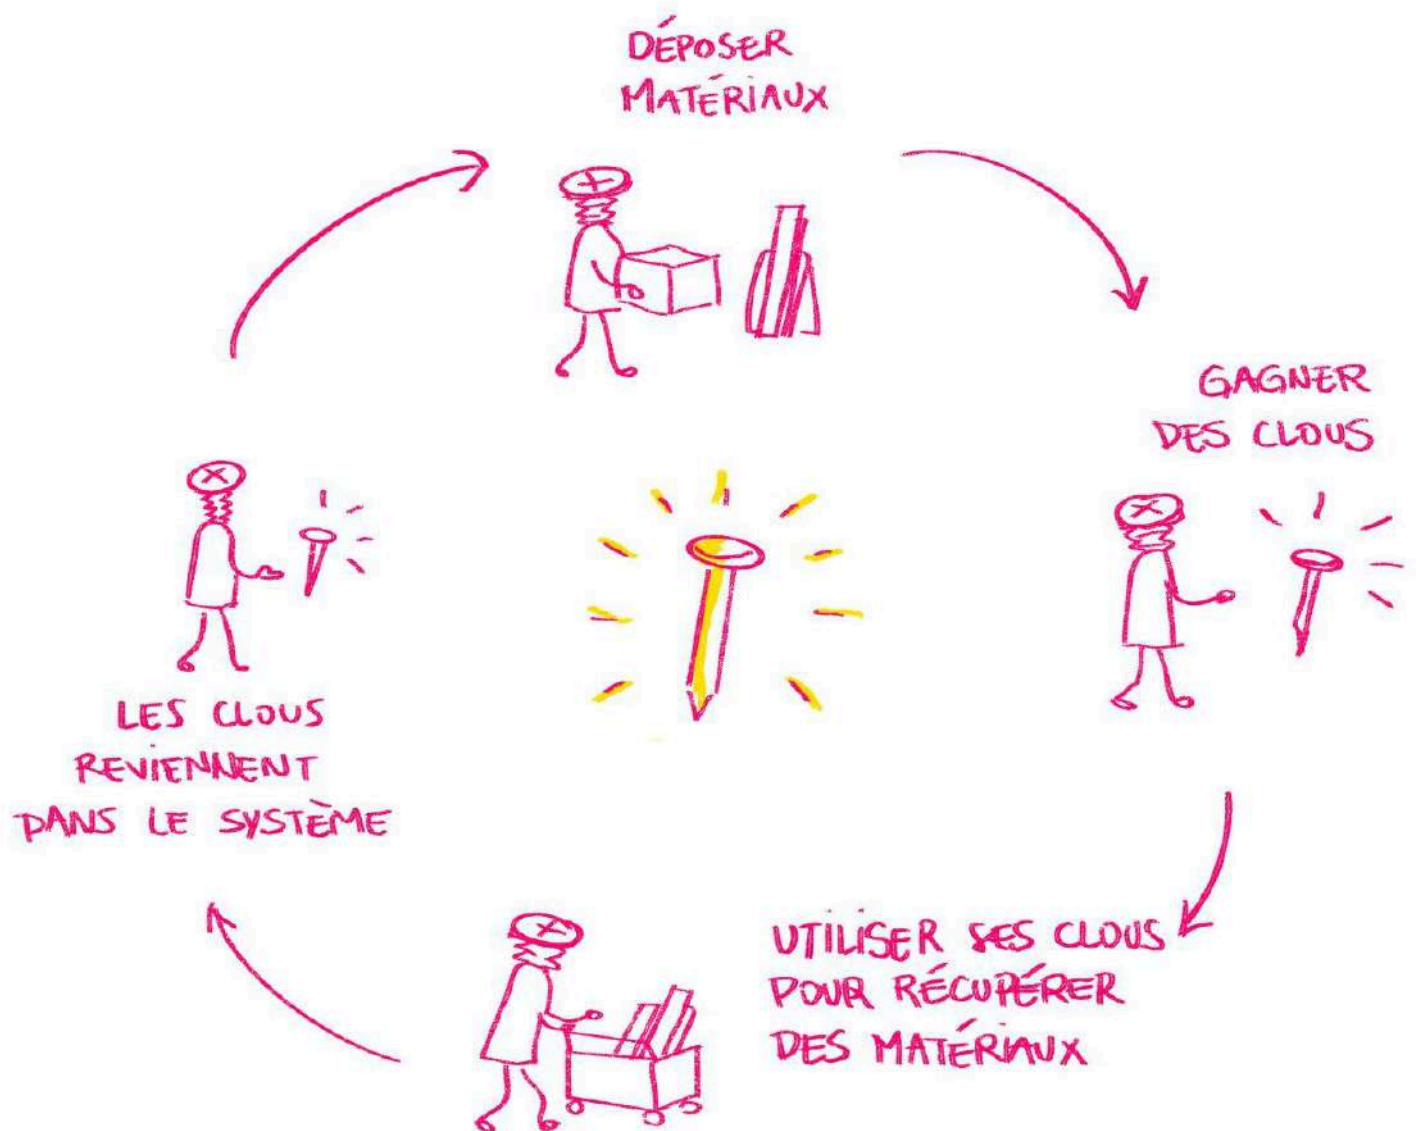 DÉPOSER
MATÉRIAUX
GAGNER
DES CLOUS
UTILISER SES CLOUS
POUR RÉCUPÉRER
DES MATÉRIAUX
LES CLOUS
REVIENNENT
DANS LE SYSTÈME